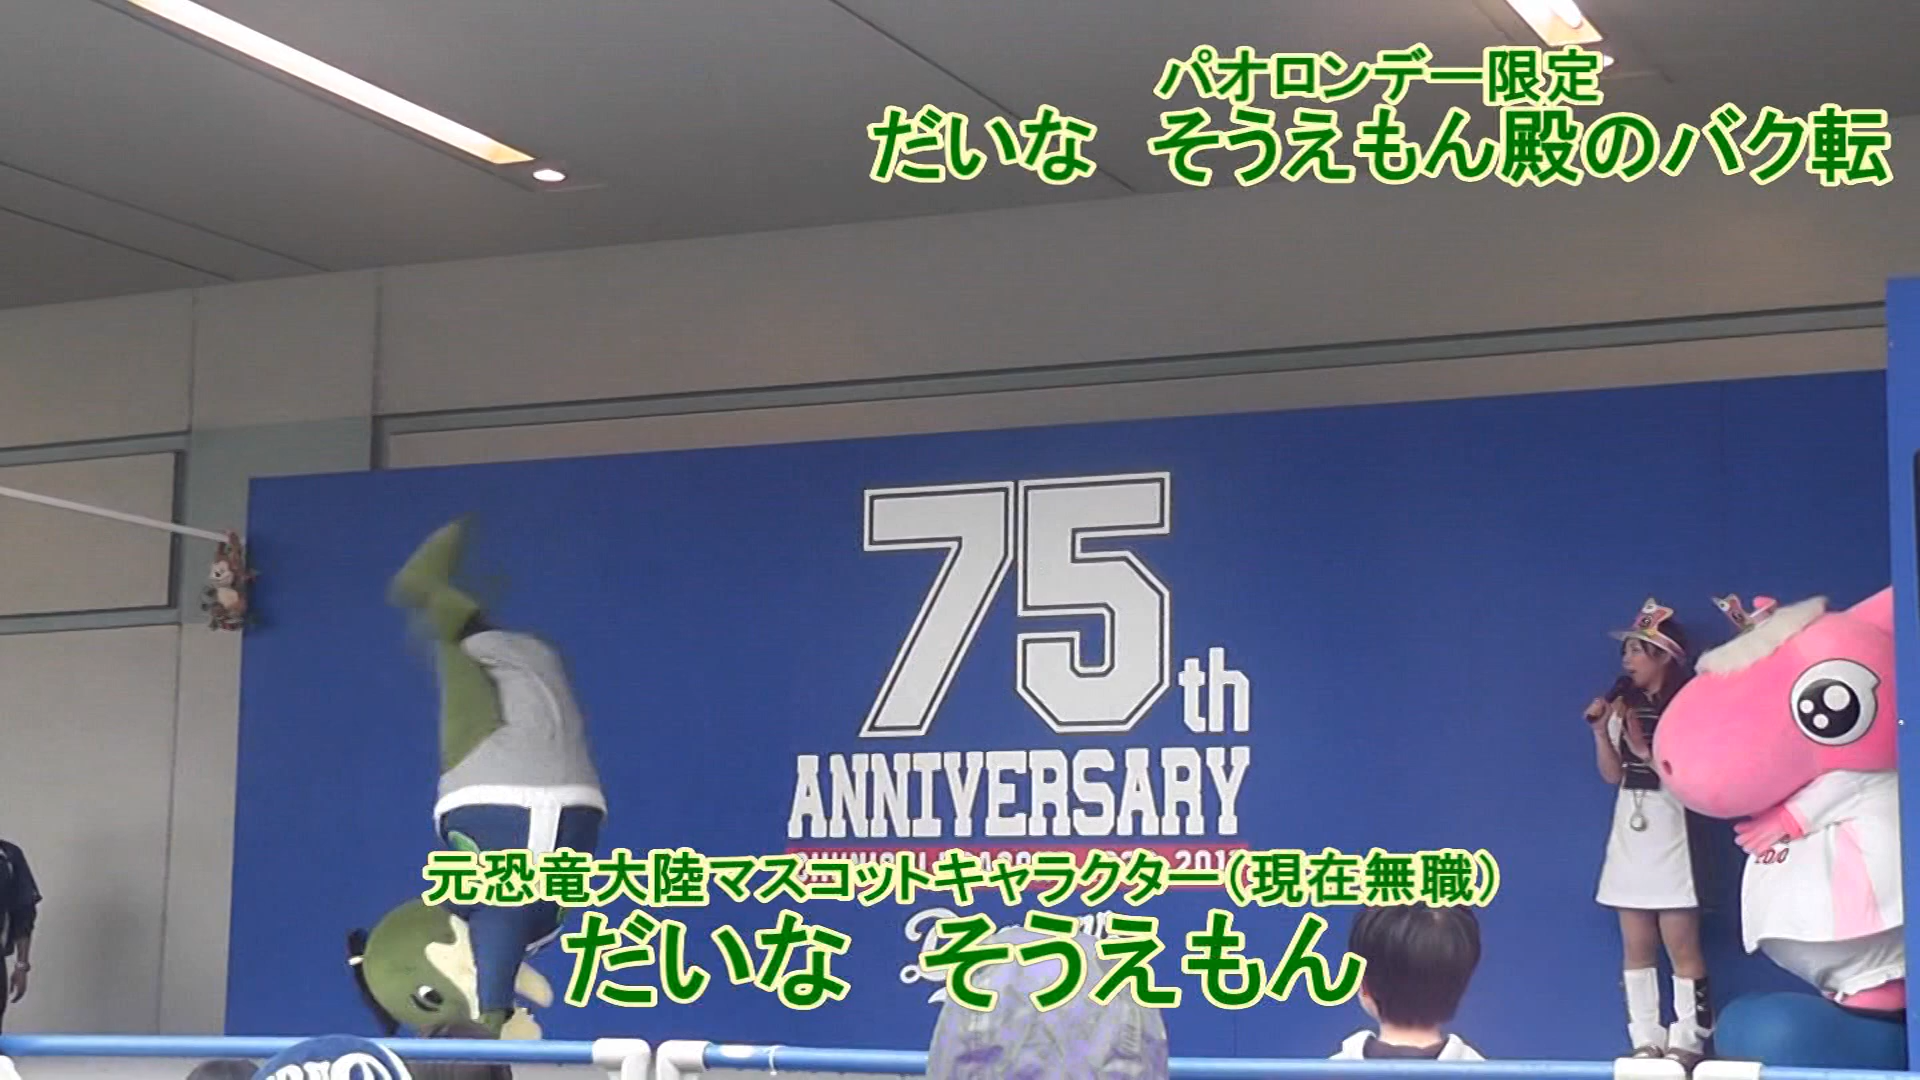 パオロンデー限定
だいな　そうえもん殿のバク転
75th
ANNIVERSARY
元恐竜大陸マスコットキャラクター(現在無職)
だいな　そうえもん